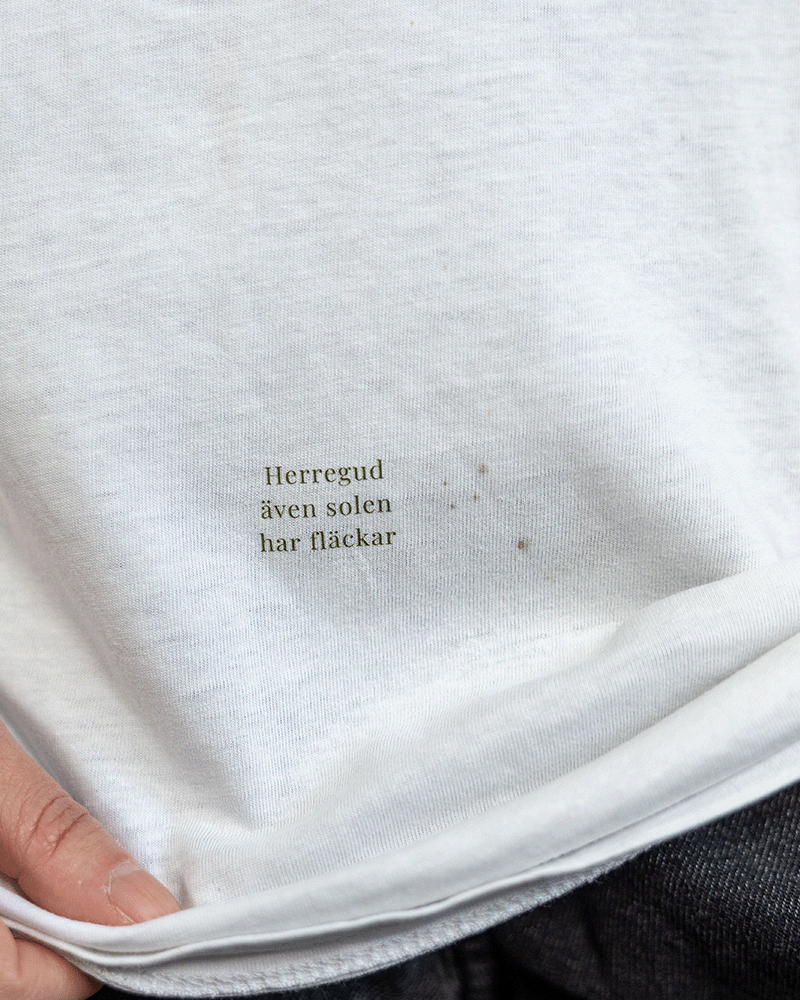 Herregud
även solen
har fläckar